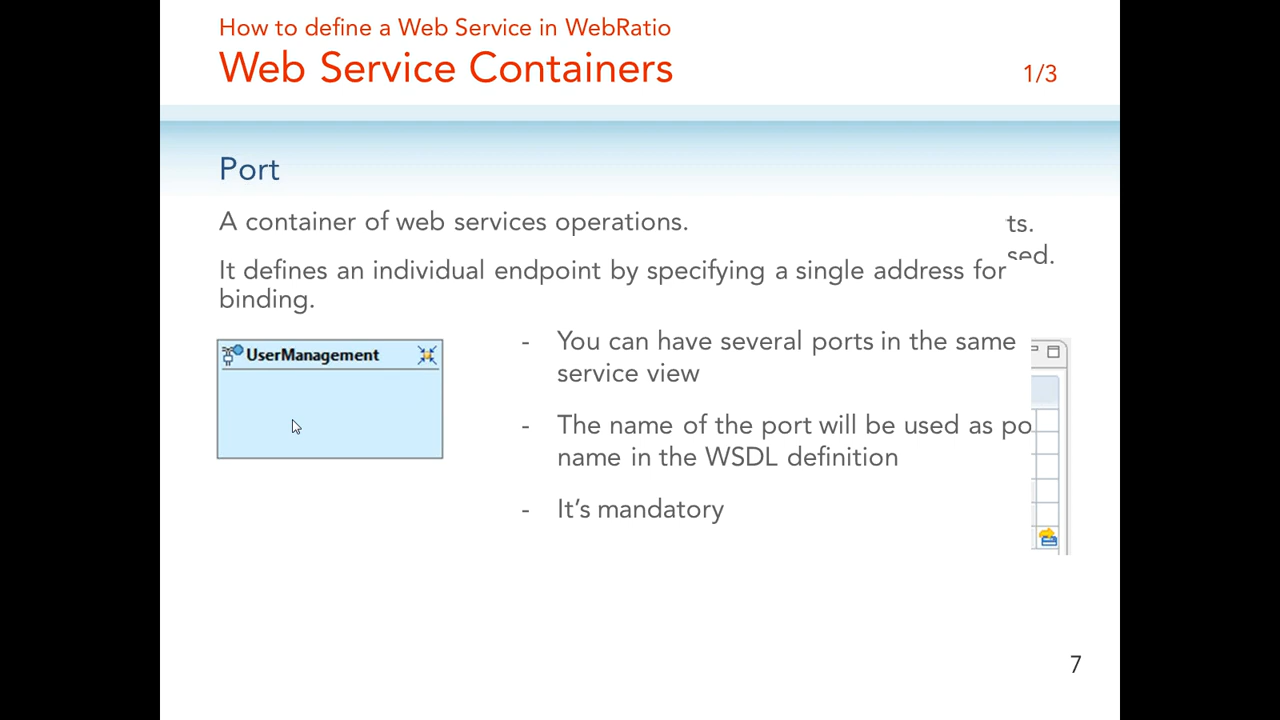 How to define a Web Service in WebRatio
Web Service Containers
1/3
Port
A container of web services operations.
ts.
It defines an individual endpoint by specifying a single address for
sed.
binding.
UserManagement
- You can have several ports in the same
service view
- The name of the port will be used as po
name in the WSDL definition
- It's mandatory
7